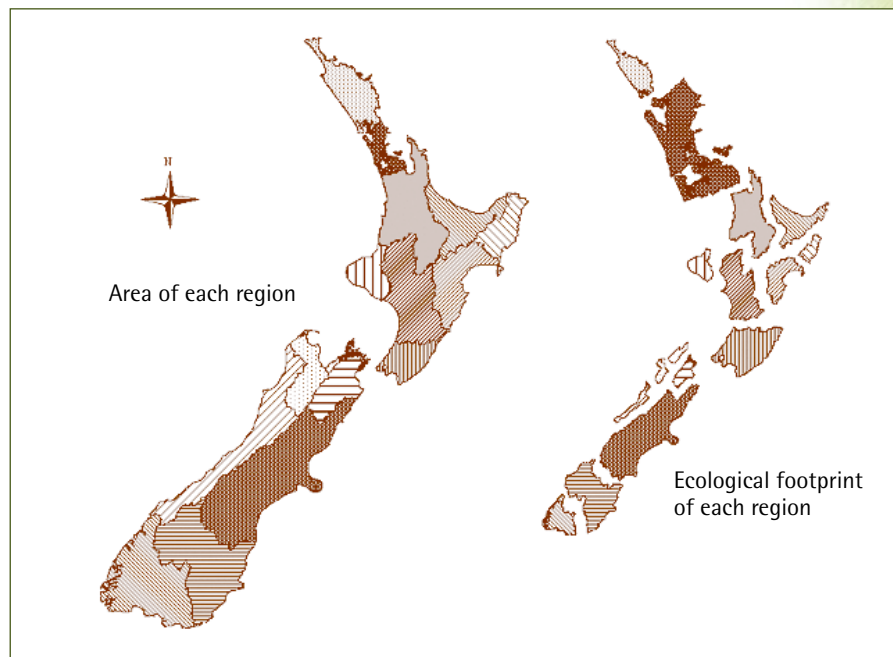 N
Area of each region
Ecological footprint
of each region